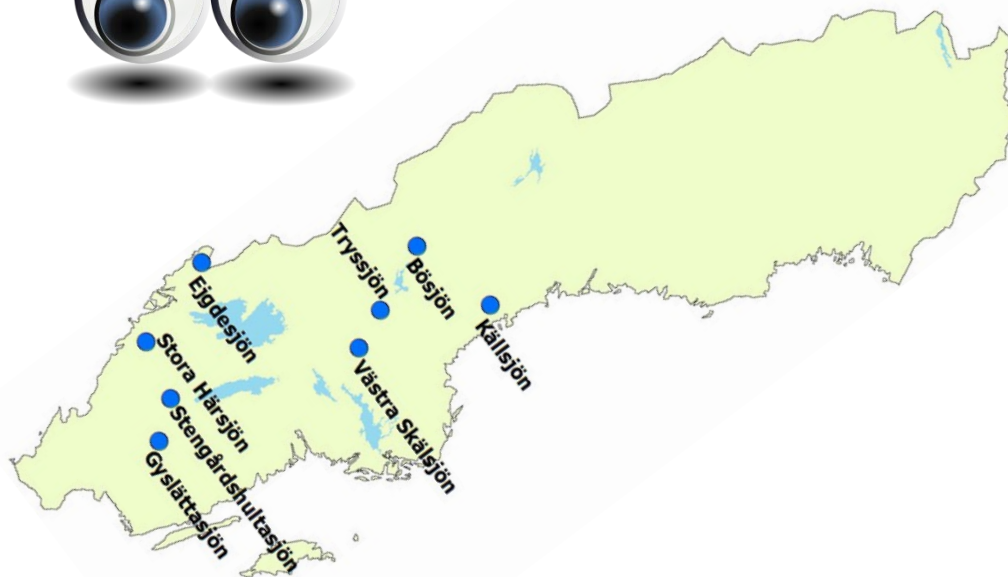 Tryssjön
Bösjön
Ejgdesjön
Källsjön
Stora Härsjön
Västra Skälsjön
Stengårdshultasjön
Gyslättasjön